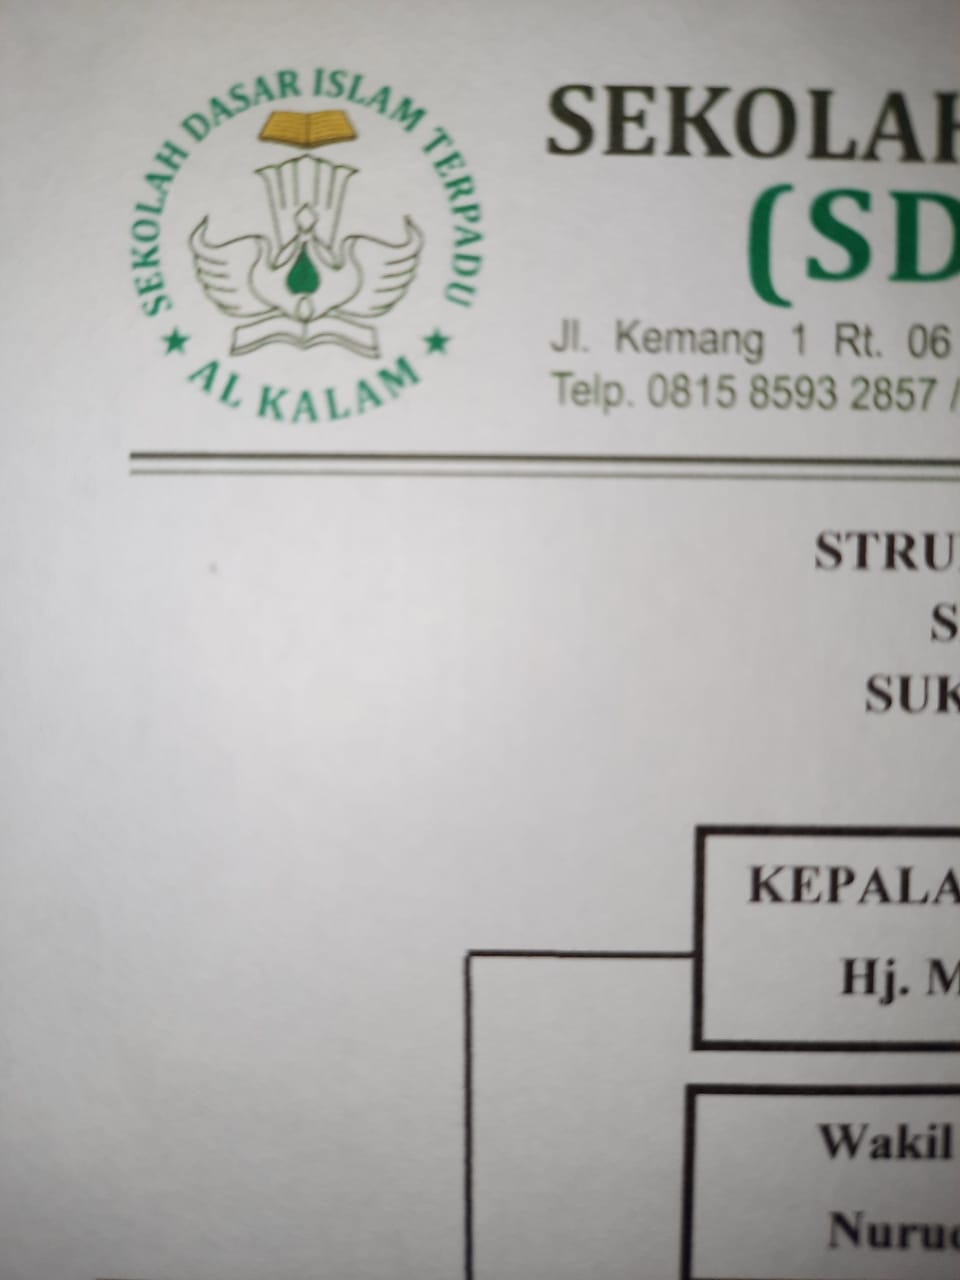 SEKOLAH DASAR ISLAM TERPADU
★ AL KALAM ★
SEKOLAH
(SD
Jl. Kemang 1 Rt. 06
Telp. 0815 8593 2857 /
STRU
S
SUK
KEPALA
Hj. M
Wakil
Nurud